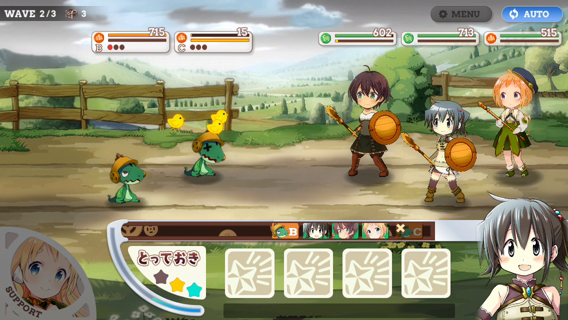 WAVE 2/3 3
MENU
AUTO
715
B
15
C
602
713
515
B
C
とっておき
SUPPORT